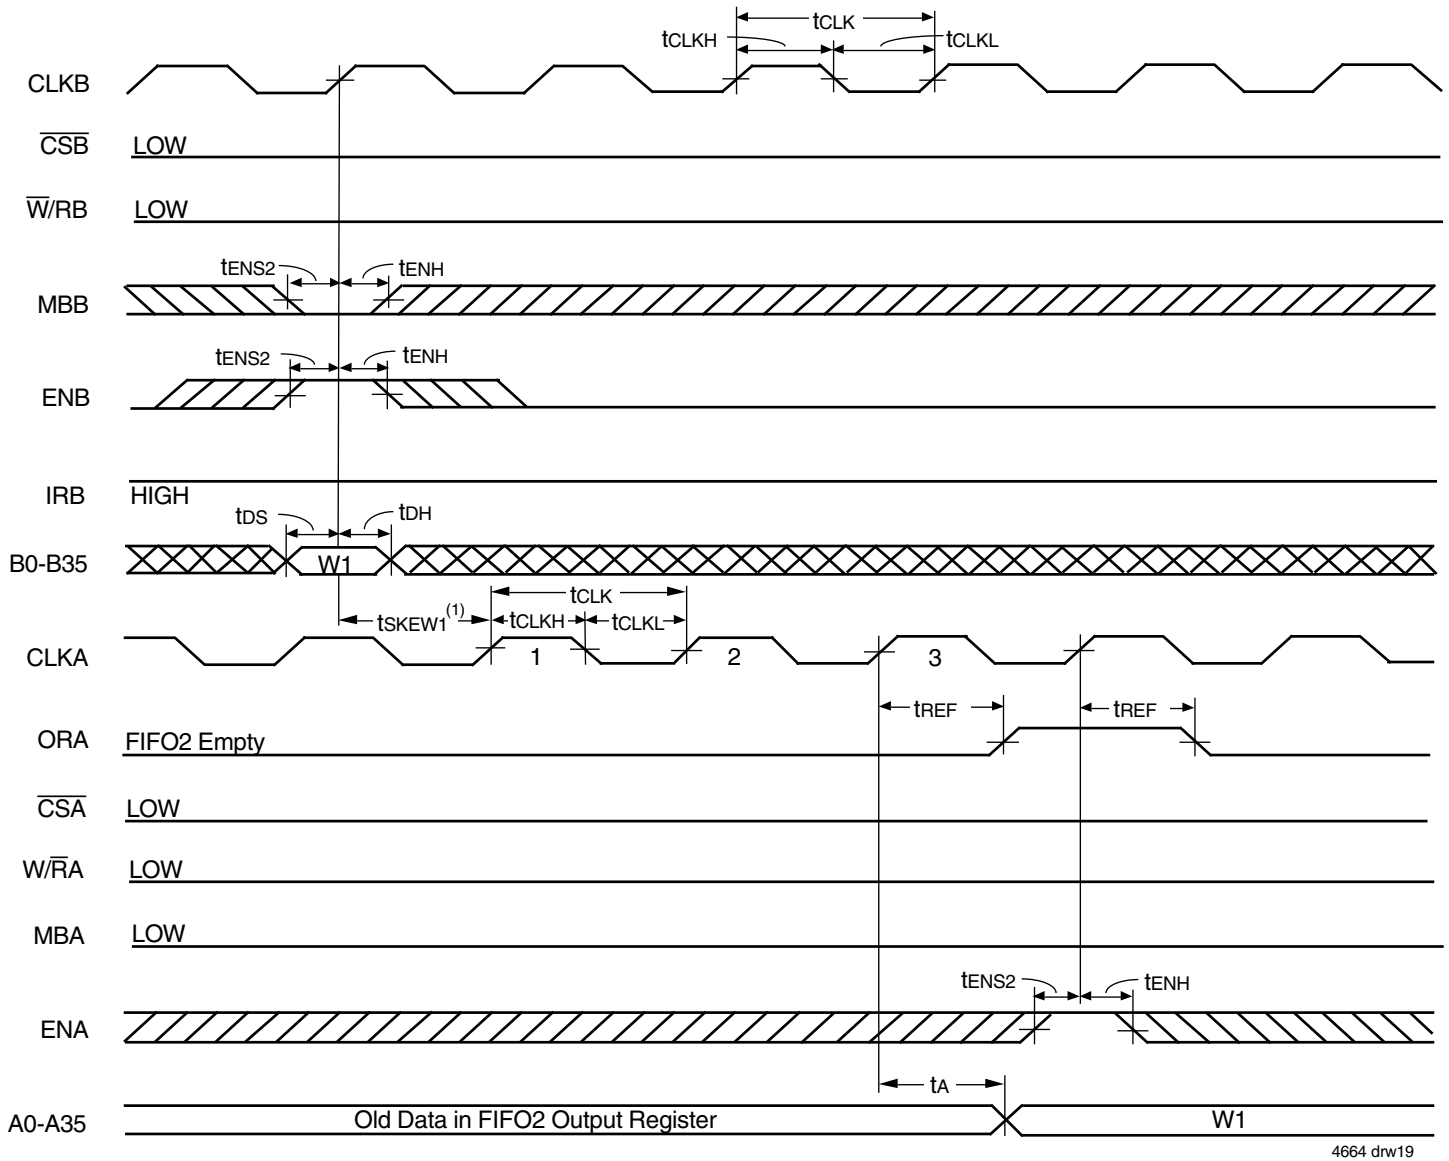 tCLK
tCLKH tCLKL
CLKB
CSB LOW
W/RB LOW
tENS2 tENH
MBB
tENS2 tENH
ENB
IRB HIGH
tDS tDH
B0-B35 W1
tCLK
tSKEW1(1) tCLKH tCLKL
CLKA 1 2 3
tREF tREF
ORA FIFO2 Empty
CSA LOW
W/RA LOW
MBA LOW
tENS2 tENH
ENA
tA
A0-A35 Old Data in FIFO2 Output Register W1
4664 drw19